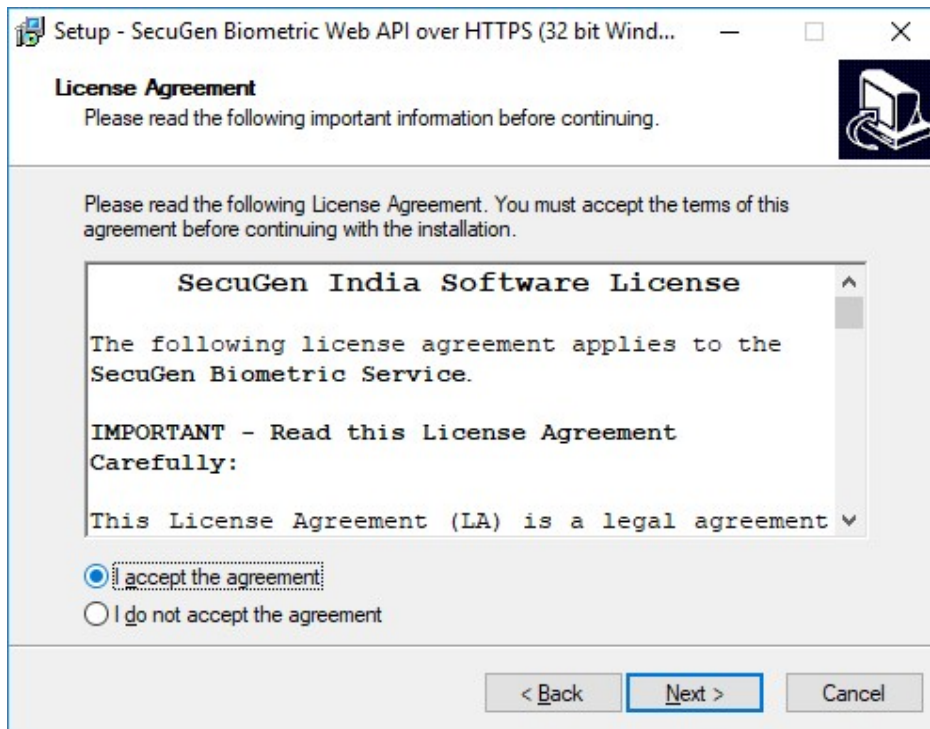 Setup - SecuGen Biometric Web API over HTTPS (32 bit Wind...
License Agreement
Please read the following important information before continuing.
Please read the following License Agreement. You must accept the terms of this
agreement before continuing with the installation.
SecuGen India Software License
The following license agreement applies to the
SecuGen Biometric Service.
IMPORTANT - Read this License Agreement
Carefully:
This License Agreement (LA) is a legal agreement
I accept the agreement
I do not accept the agreement
< Back
Next >
Cancel